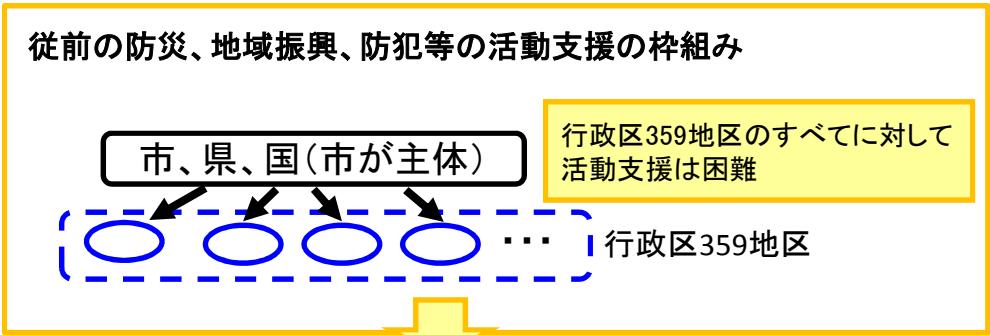 従前の防災、地域振興、防犯等の活動支援の枠組み
行政区359地区のすべてに対して
活動支援は困難
市、県、国(市が主体)
･･･
行政区359地区